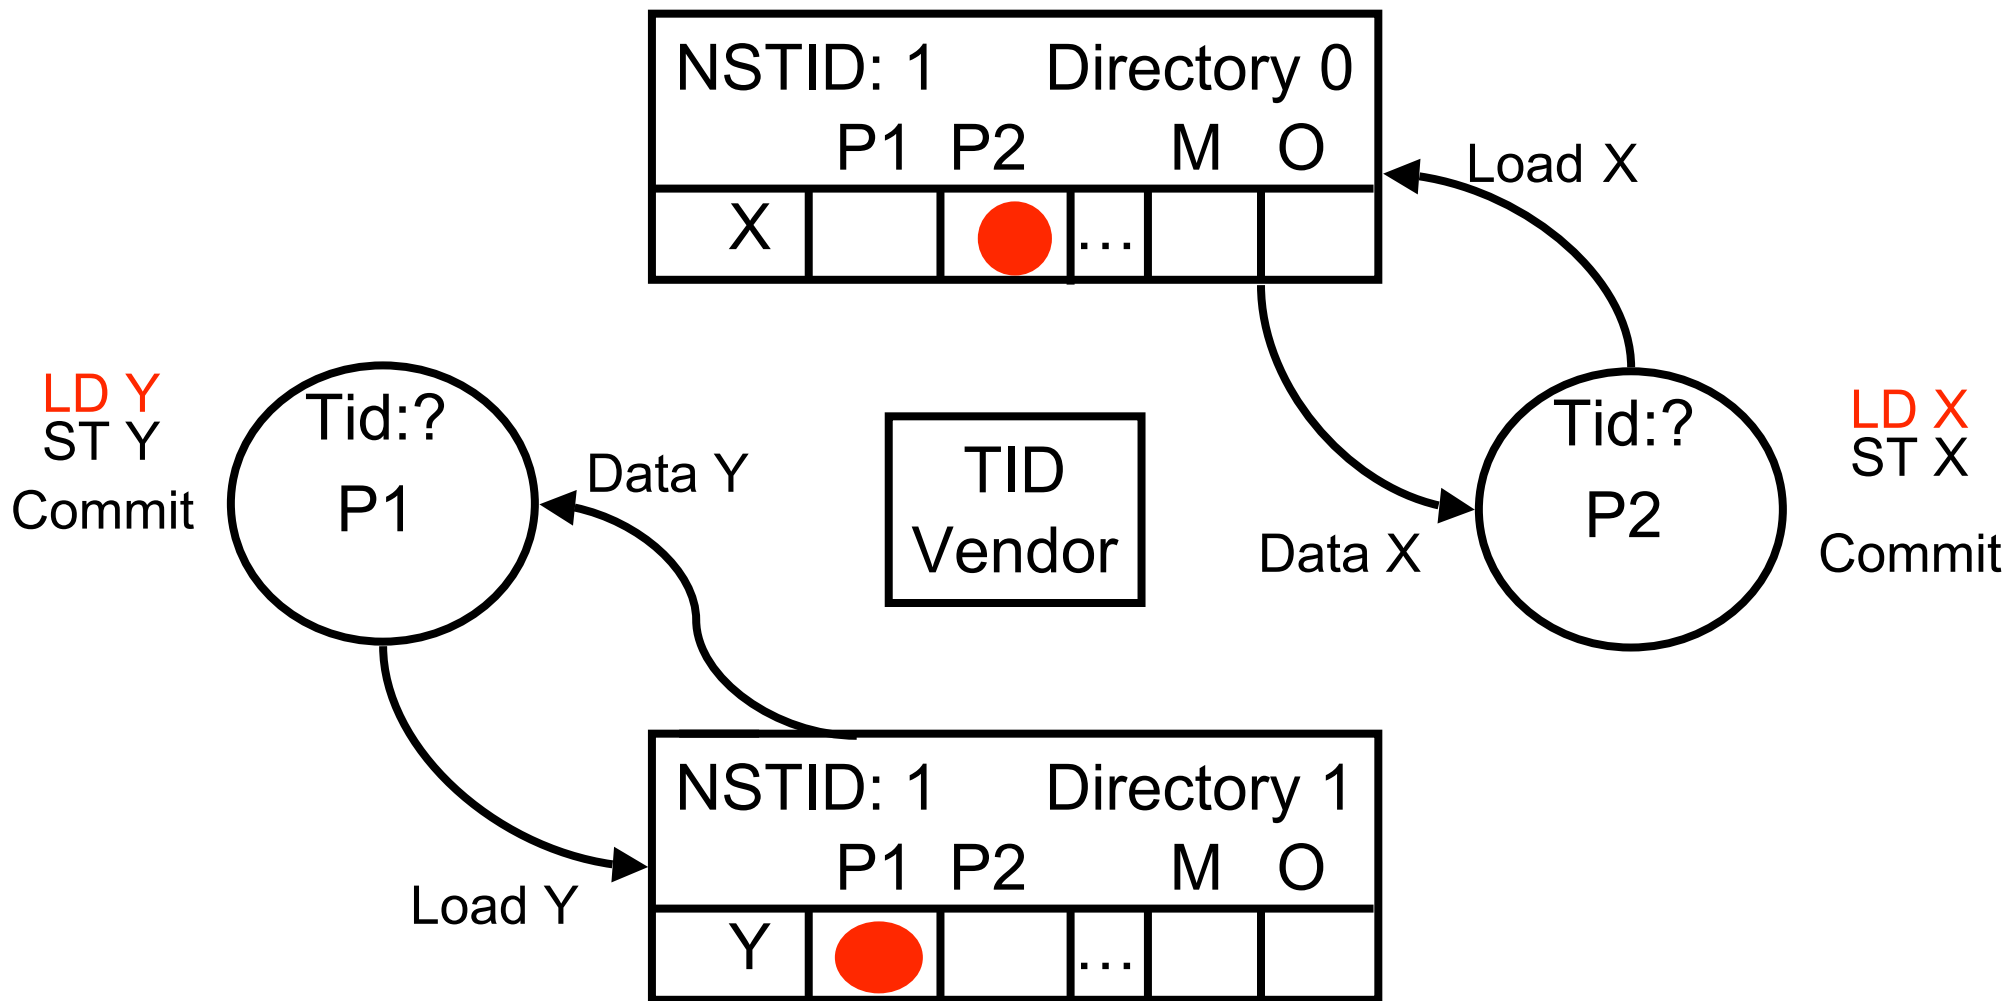 NSTID: 1 Directory 0
P1 P2 M O
X ...
Load X
LD Y
ST Y
Commit
Tid:?
P1
Data Y
TID
Vendor
Data X
Tid:?
P2
LD X
ST X
Commit
Load Y
NSTID: 1 Directory 1
P1 P2 M O
Y ...